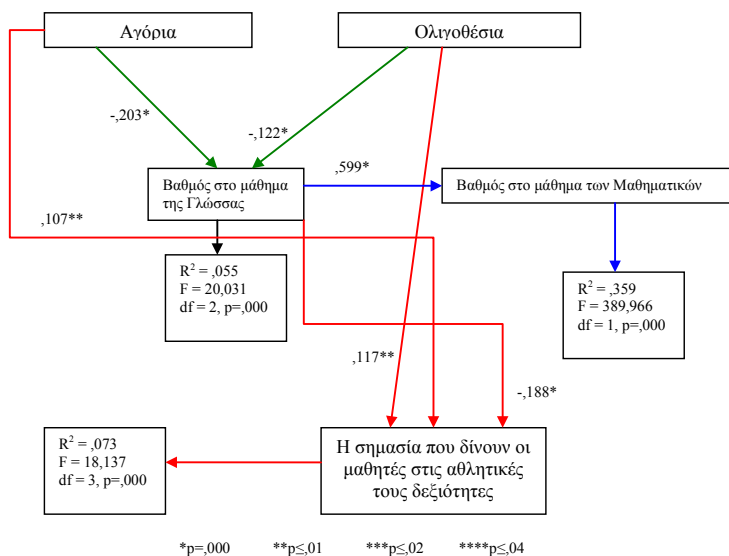 Αγόρια
Ολιγοθέσια
-,203*
-,122*
Βαθμός στο μάθημα
της Γλώσσας
,599*
Βαθμός στο μάθημα των Μαθηματικών
,107**
R² = ,055
F = 20,031
df = 2, p=,000
R² = ,359
F = 389,966
df = 1, p=,000
,117**
-,188*
R² = ,073
F = 18,137
df = 3, p=,000
Η σημασία που δίνουν οι
μαθητές στις αθλητικές
τους δεξιότητες
*p=,000 **p≤,01 ***p≤,02 ****p≤,04